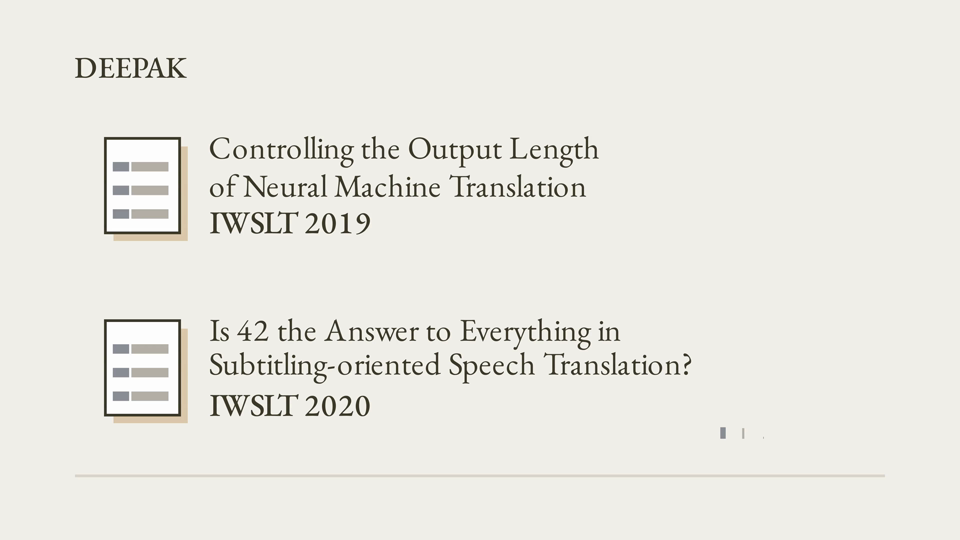 DEEPAK
Controlling the Output Length
of Neural Machine Translation
IWSLT 2019
Is 42 the Answer to Everything in
Subtitling-oriented Speech Translation?
IWSLT 2020